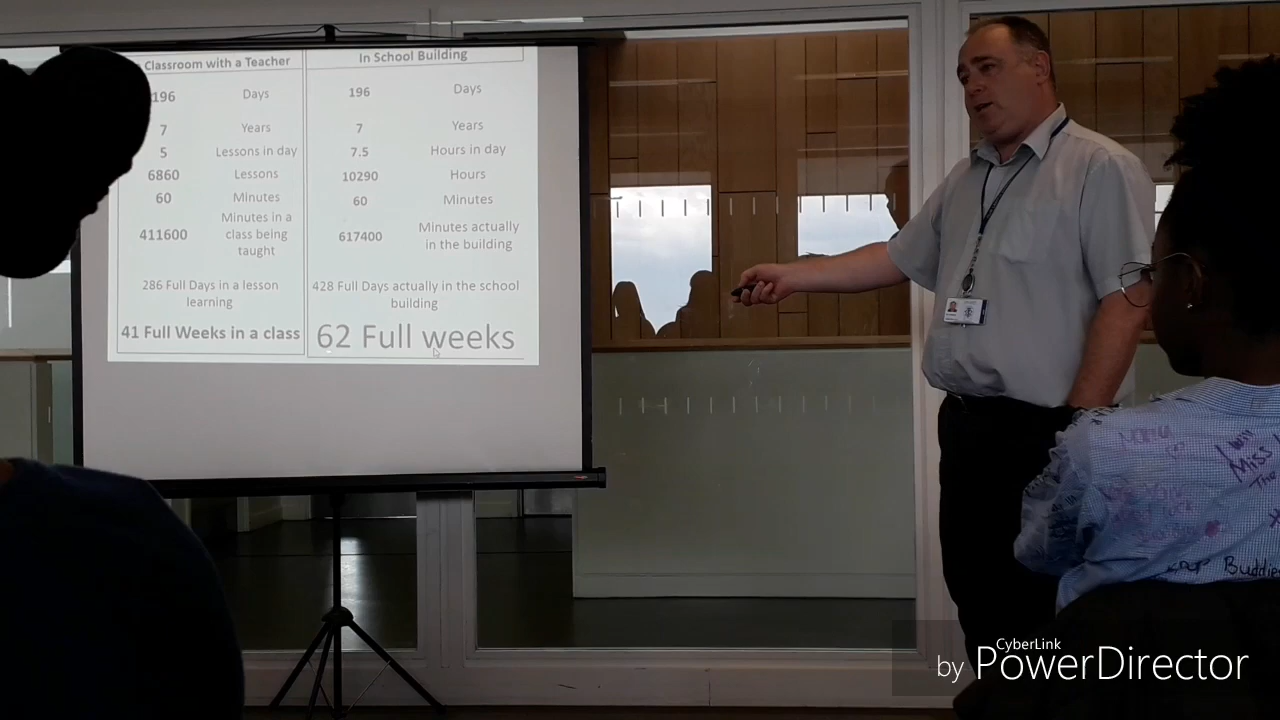 Classroom with a Teacher
In School Building
196 Days
196 Days
7 Years
7 Years
5 Lessons in day
7.5 Hours in day
6860 Lessons
10290 Hours
60 Minutes
60 Minutes
411600 Minutes in a
class being
taught
617400 Minutes actually
in the building
286 Full Days in a lesson
learning
428 Full Days actually in the school
building
41 Full Weeks in a class
62 Full weeks
I will
Miss
Buddies
CyberLink
by PowerDirector